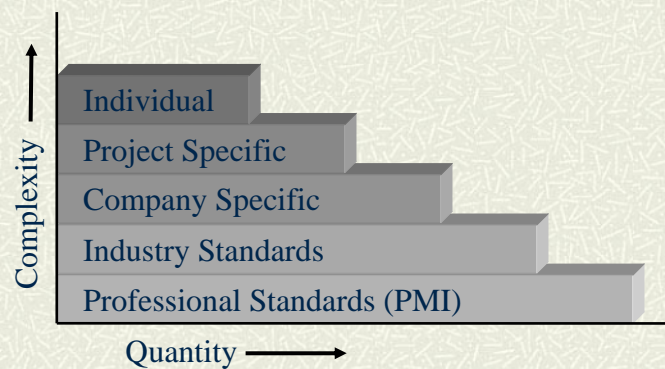 Complexity
Individual
Project Specific
Company Specific
Industry Standards
Professional Standards (PMI)
Quantity